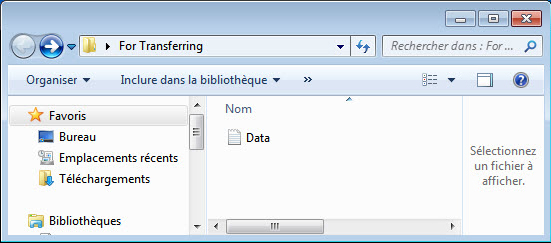 For Transferring
Rechercher dans : For ...
Organiser
Inclure dans la bibliothèque
»
Favoris
Bureau
Emplacements récents
Téléchargements
Bibliothèques
Nom
Data
Sélectionnez
un fichier à
afficher.